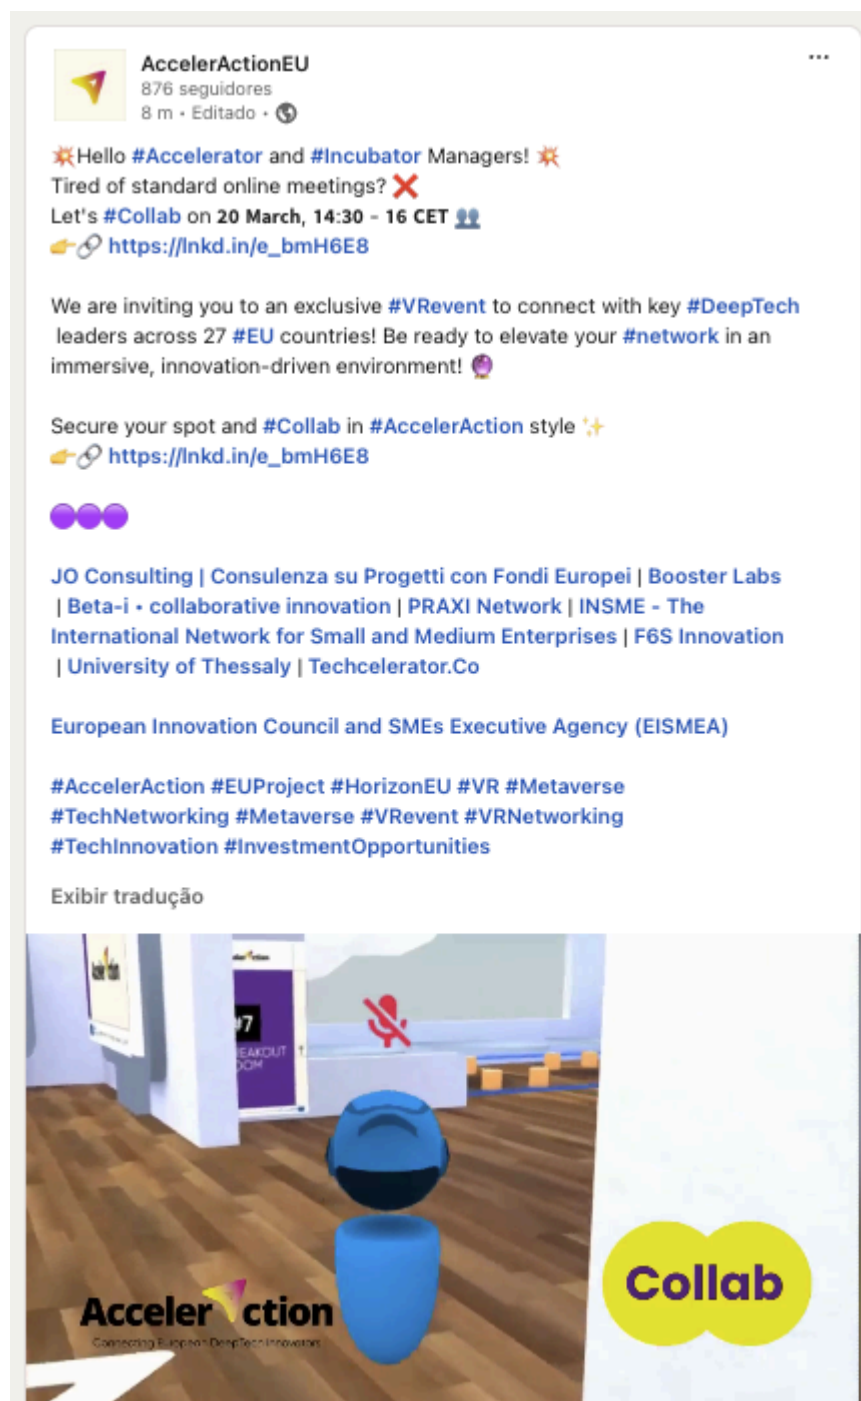 AccelerActionEU
876 seguidores
8 m • Editado •
💥Hello #Accelerator and #Incubator Managers! 💥
Tired of standard online meetings? ❌
Let's #Collab on 20 March, 14:30 - 16 CET 👥
👉🔗 https://lnkd.in/e_bmH6E8
We are inviting you to an exclusive #VRevent to connect with key #DeepTech
leaders across 27 #EU countries! Be ready to elevate your #network in an
immersive, innovation-driven environment! 🔮
Secure your spot and #Collab in #AccelerAction style ✨
👉🔗 https://lnkd.in/e_bmH6E8
🟣🟣🟣
JO Consulting | Consulenza su Progetti con Fondi Europei | Booster Labs
| Beta-i • collaborative innovation | PRAXI Network | INSME - The
International Network for Small and Medium Enterprises | F6S Innovation
| University of Thessaly | Techcelerator.Co
European Innovation Council and SMEs Executive Agency (EISMEA)
#AccelerAction #EUProject #HorizonEU #VR #Metaverse
#TechNetworking #Metaverse #VRevent #VRNetworking
#TechInnovation #InvestmentOpportunities
Exibir tradução
#7
EAKOUT
OOM
Acceler ction
Connecting European DeepTech Innovators
Collab